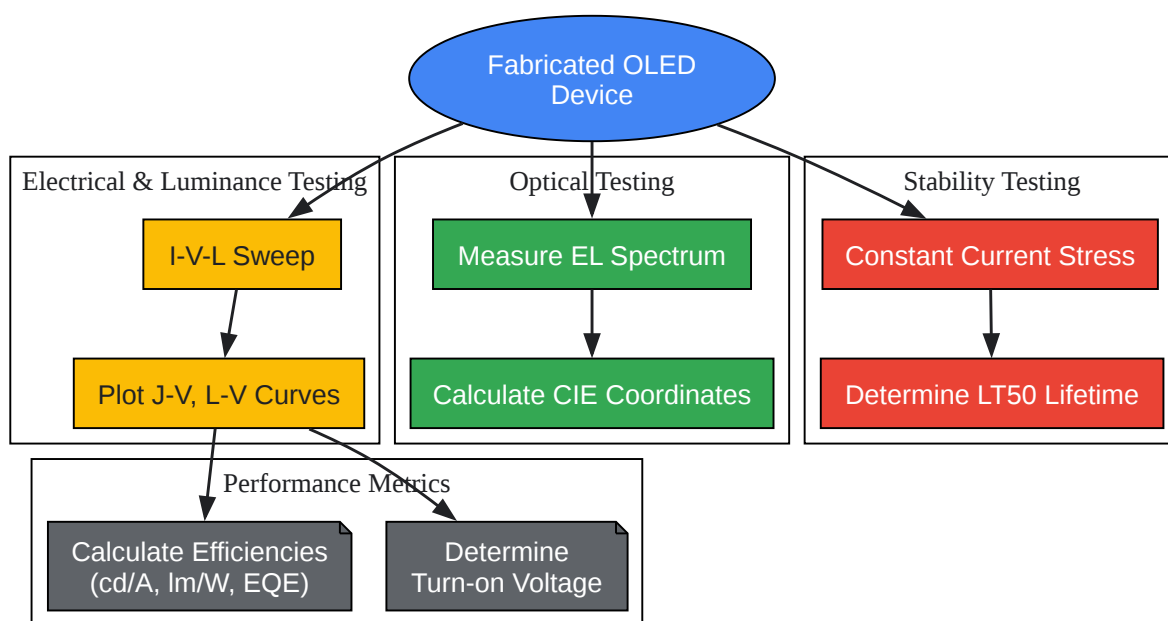 Fabricated OLED
Device
Electrical & Luminance Testing
I-V-L Sweep
Plot J-V, L-V Curves
Optical Testing
Measure EL Spectrum
Calculate CIE Coordinates
Stability Testing
Constant Current Stress
Determine LT50 Lifetime
Performance Metrics
Calculate Efficiencies
(cd/A, lm/W, EQE)
Determine
Turn-on Voltage